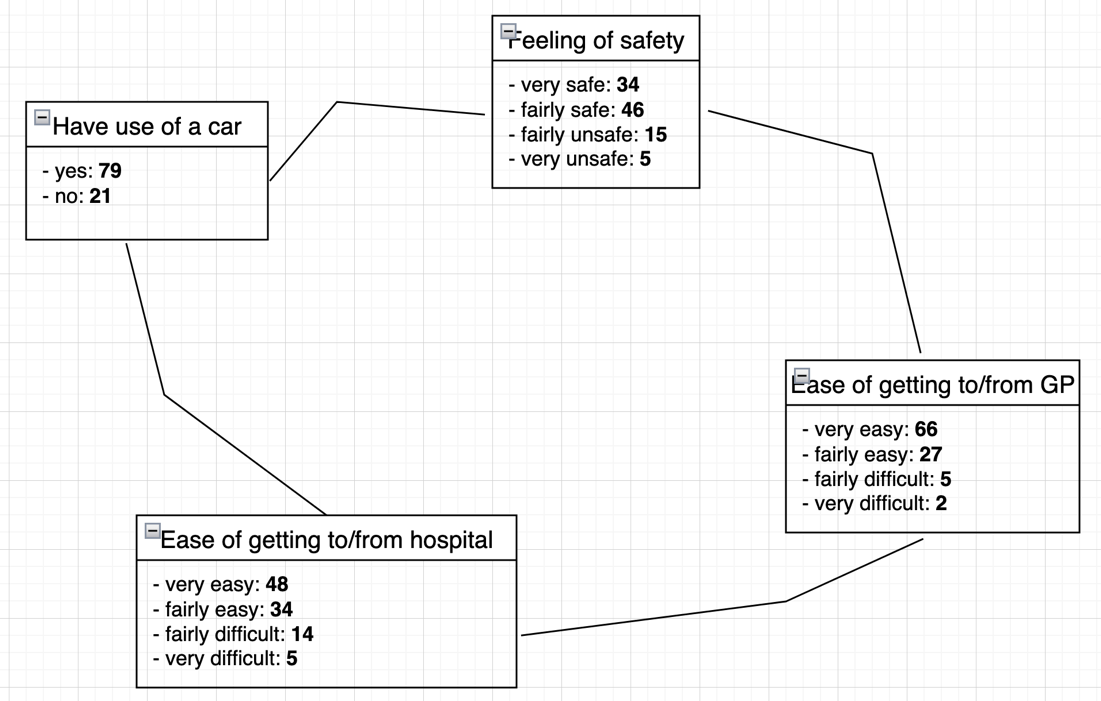 Feeling of safety
- very safe: 34
- fairly safe: 46
- fairly unsafe: 15
- very unsafe: 5
Have use of a car
- yes: 79
- no: 21
Ease of getting to/from GP
- very easy: 66
- fairly easy: 27
- fairly difficult: 5
- very difficult: 2
Ease of getting to/from hospital
- very easy: 48
- fairly easy: 34
- fairly difficult: 14
- very difficult: 5